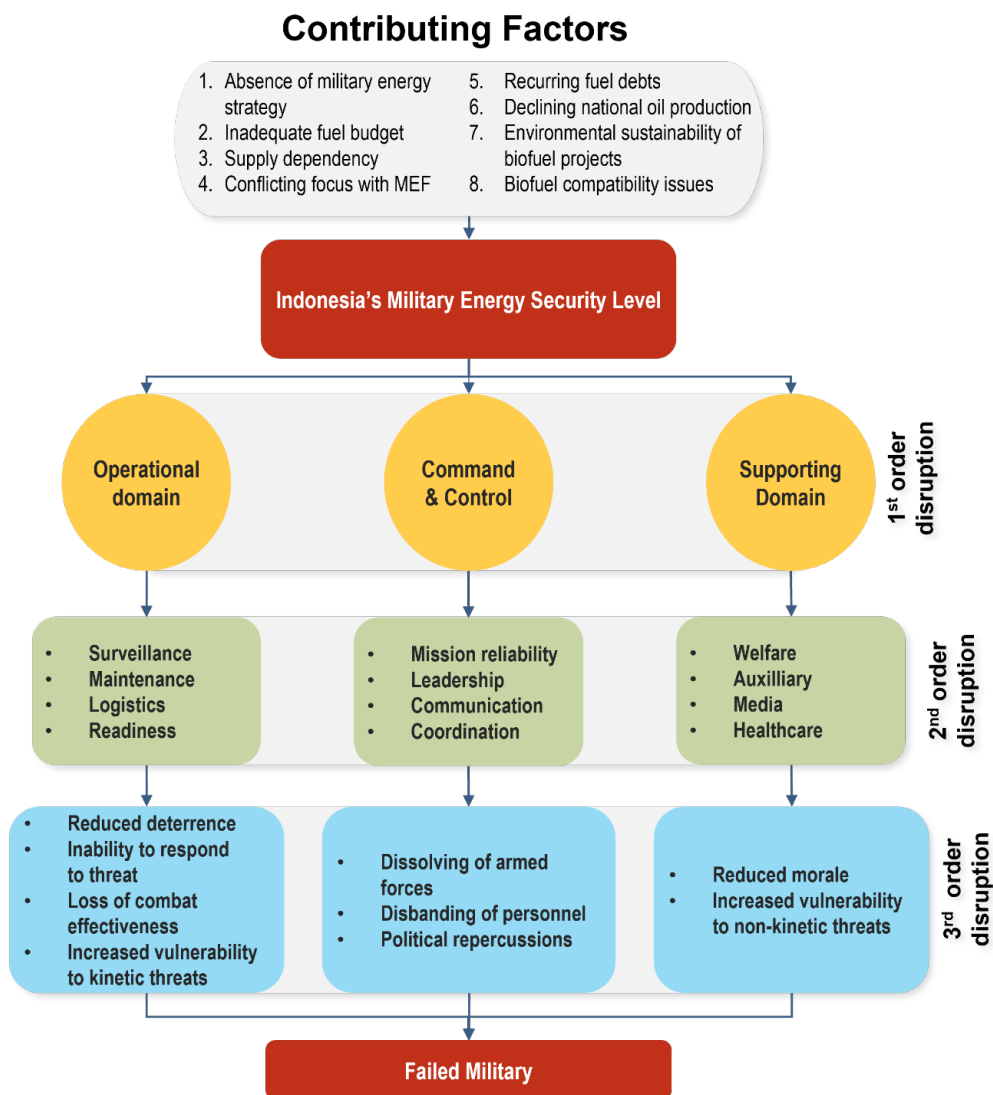 Contributing Factors
1. Absence of military energy
strategy
2. Inadequate fuel budget
3. Supply dependency
4. Conflicting focus with MEF
5. Recurring fuel debts
6. Declining national oil production
7. Environmental sustainability of
biofuel projects
8. Biofuel compatibility issues
Indonesia's Military Energy Security Level
Operational
domain
Command
& Control
Supporting
Domain
1st order
disruption
• Surveillance
• Maintenance
• Logistics
• Readiness
• Mission reliability
• Leadership
• Communication
• Coordination
• Welfare
• Auxilliary
• Media
• Healthcare
2nd order
disruption
• Reduced deterrence
• Inability to respond
to threat
• Loss of combat
effectiveness
• Increased vulnerability
to kinetic threats
• Dissolving of armed
forces
• Disbanding of personnel
• Political repercussions
• Reduced morale
• Increased vulnerability
to non-kinetic threats
3rd order
disruption
Failed Military